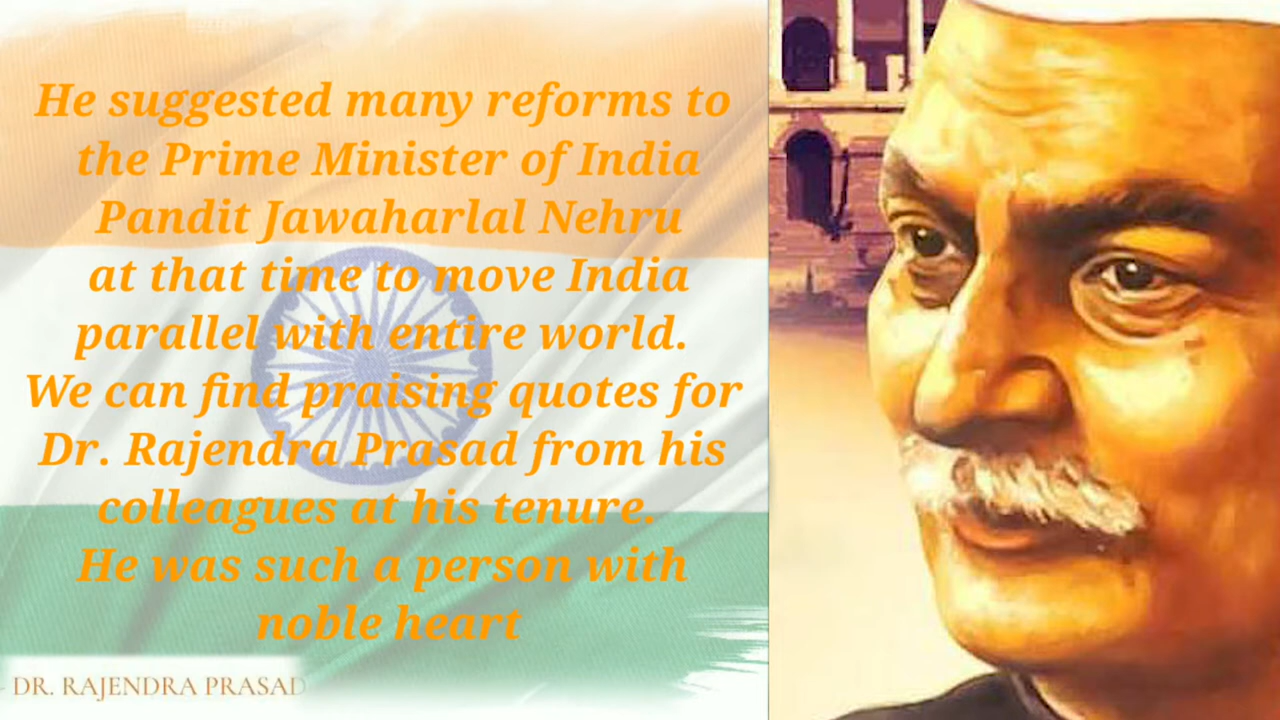 He suggested many reforms to
the Prime Minister of India
Pandit Jawaharlal Nehru
at that time to move India
parallel with entire world.
We can find praising quotes for
Dr. Rajendra Prasad from his
colleagues at his tenure.
He was such a person with
noble heart
- DR. RAJENDRA PRASAD